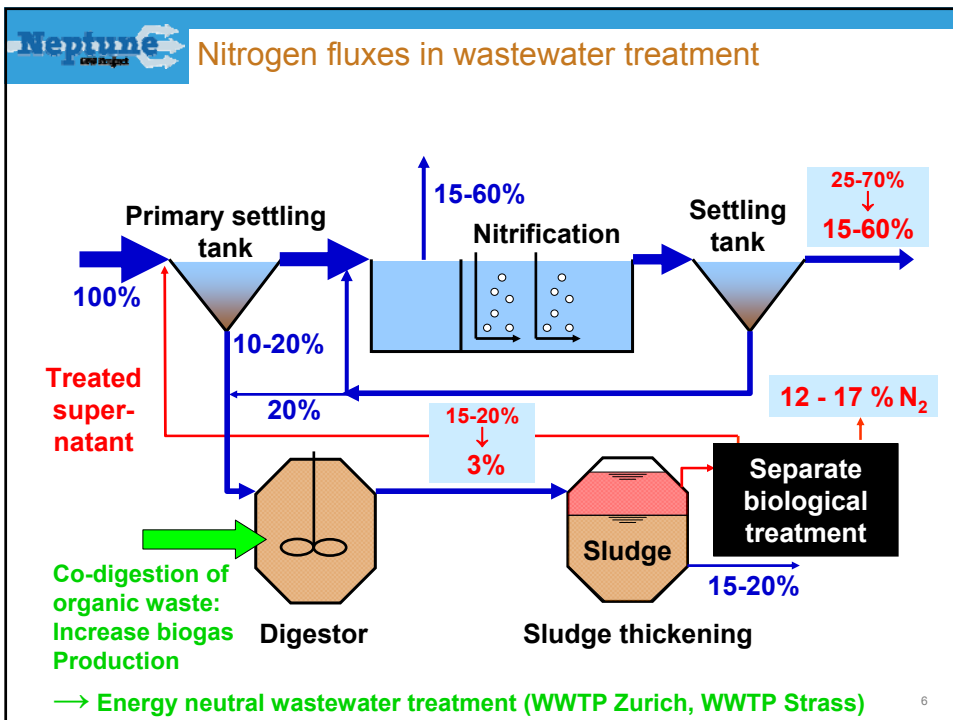 Neptune
Nitrogen fluxes in wastewater treatment
15-60%
25-70%
↓
15-60%
Primary settling
tank
Nitrification
Settling
tank
100%
10-20%
Treated
super-
natant
20%
15-20%
↓
3%
12 - 17 % N₂
Separate
biological
treatment
Sludge
15-20%
Co-digestion of
organic waste:
Increase biogas
Production
Digestor
Sludge thickening
→ Energy neutral wastewater treatment (WWTP Zurich, WWTP Strass)
6